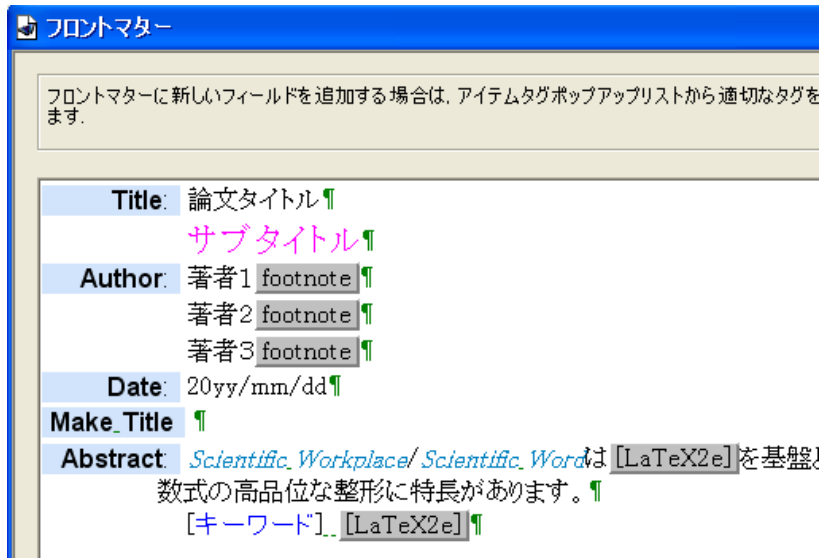 フロントマター
フロントマターに新しいフィールドを追加する場合は, アイテムタグポップアップリストから適切なタグを
ます.
Title: 論文タイトル¶
サブタイトル¶
Author: 著者1 footnote ¶
著者2 footnote ¶
著者3 footnote ¶
Date: 20yy/mm/dd¶
Make_Title ¶
Abstract: Scientific_Workplace/Scientific_Wordは [LaTeX2e] を基盤
数式の高品位な整形に特長があります。¶
[キーワード]_ [LaTeX2e] ¶